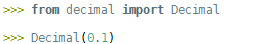 >>> from decimal import Decimal
>>> Decimal(0.1)